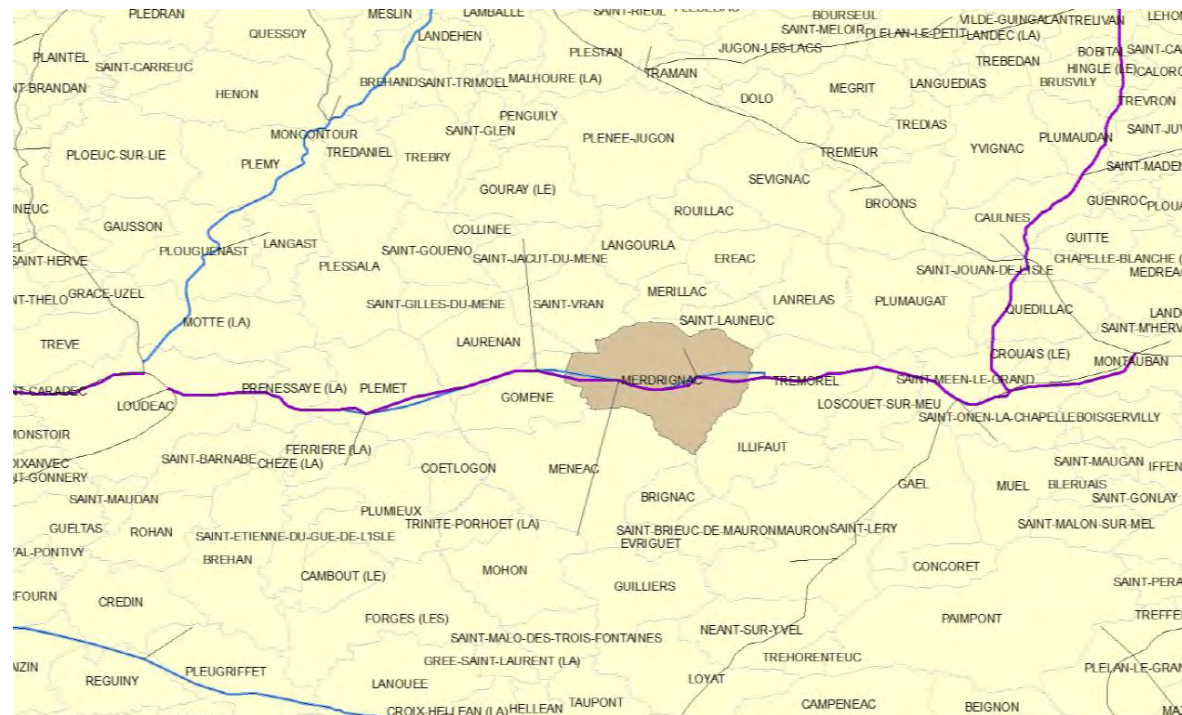 PLEDRAN
MESLIN
LAMBALLE
SAINT-RIEUL
BOURSEUL
VILDE-GUINGALAN
TRELIVAN
QUESSOY
LANDEHEN
SAINT-MELOIR
PLELAN-LE-PETIT
LANDEC (LA)
PLAINTEL
PLESTAN
JUGON-LES-LACS
BOBITAL
SAINT-CARREUC
TREBEDAN
HINGLE (LE)
TRAMAIN
BREHAND
SAINT-TRIMOEL
MALHOURE (LA)
LANGUEDIAS
BRUSVILY
HENON
DOLO
MEGRIT
TREVRON
PENGUILY
MONCONTOUR
SAINT-GLEN
PLENEE-JUGON
TREDIAS
PLUMAUDAN
PLOEUC-SUR-LIE
PLEMY
TREDANIEL
TREBRY
TREMEUR
YVIGNAC
SEVIGNAC
GOURAY (LE)
BROONS
GUENROC
ROUILLAC
GAUSSON
CAULNES
COLLINEE
GUITTE
PLOUGUENAST
LANGAST
SAINT-GOUENO
LANGOURLA
SAINT-JACUT-DU-MENE
EREAC
SAINT-HERVE
PLESSALA
SAINT-JOUAN-DE-L'ISLE
CHAPELLE-BLANCHE (
GRACE-UZEL
MERILLAC
SAINT-GILLES-DU-MENE
SAINT-VRAN
LANRELAS
PLUMAUGAT
QUEDILLAC
MOTTE (LA)
SAINT-LAUNEUC
TREVE
LAURENAN
CROUAIS (LE)
MONTAUBAN
MERDRIGNAC
TREMOREL
SAINT-MEEN-LE-GRAND
PRENESSAYE (LA)
PLEMET
GOMENE
LOUDEAC
LOSCOUET-SUR-MEU
SAINT-ONEN-LA-CHAPELLE
BOISGERVILLY
FERRIERE (LA)
ILLIFAUT
SAINT-BARNABE
CHEZE (LA)
COETLOGON
MENEAC
SAINT-MAUGAN
GAEL
MUEL
BLERUAIS
SAINT-MAUDAN
BRIGNAC
SAINT-GONLAY
PLUMIEUX
TRINITE-PORHOET (LA)
GUELTAS
ROHAN
SAINT-ETIENNE-DU-GUE-DE-L'ISLE
SAINT-BRIEUC-DE-MAURON
MAURON
SAINT-LERY
SAINT-MALON-SUR-MEL
EVRIGUET
BREHAN
MOHON
CONCORET
CAMBOUT (LE)
GUILLIERS
CREDIN
FORGES (LES)
PAIMPONT
NEANT-SUR-YVEL
SAINT-MALO-DES-TROIS-FONTAINES
TREHORENTEUC
GREE-SAINT-LAURENT (LA)
PLEUGRIFFET
REGUINY
LANOUEE
LOYAT
TAUPONT
CAMPENEAC
BEIGNON
CROIX-HELLEAN (LA)
HELLEAN